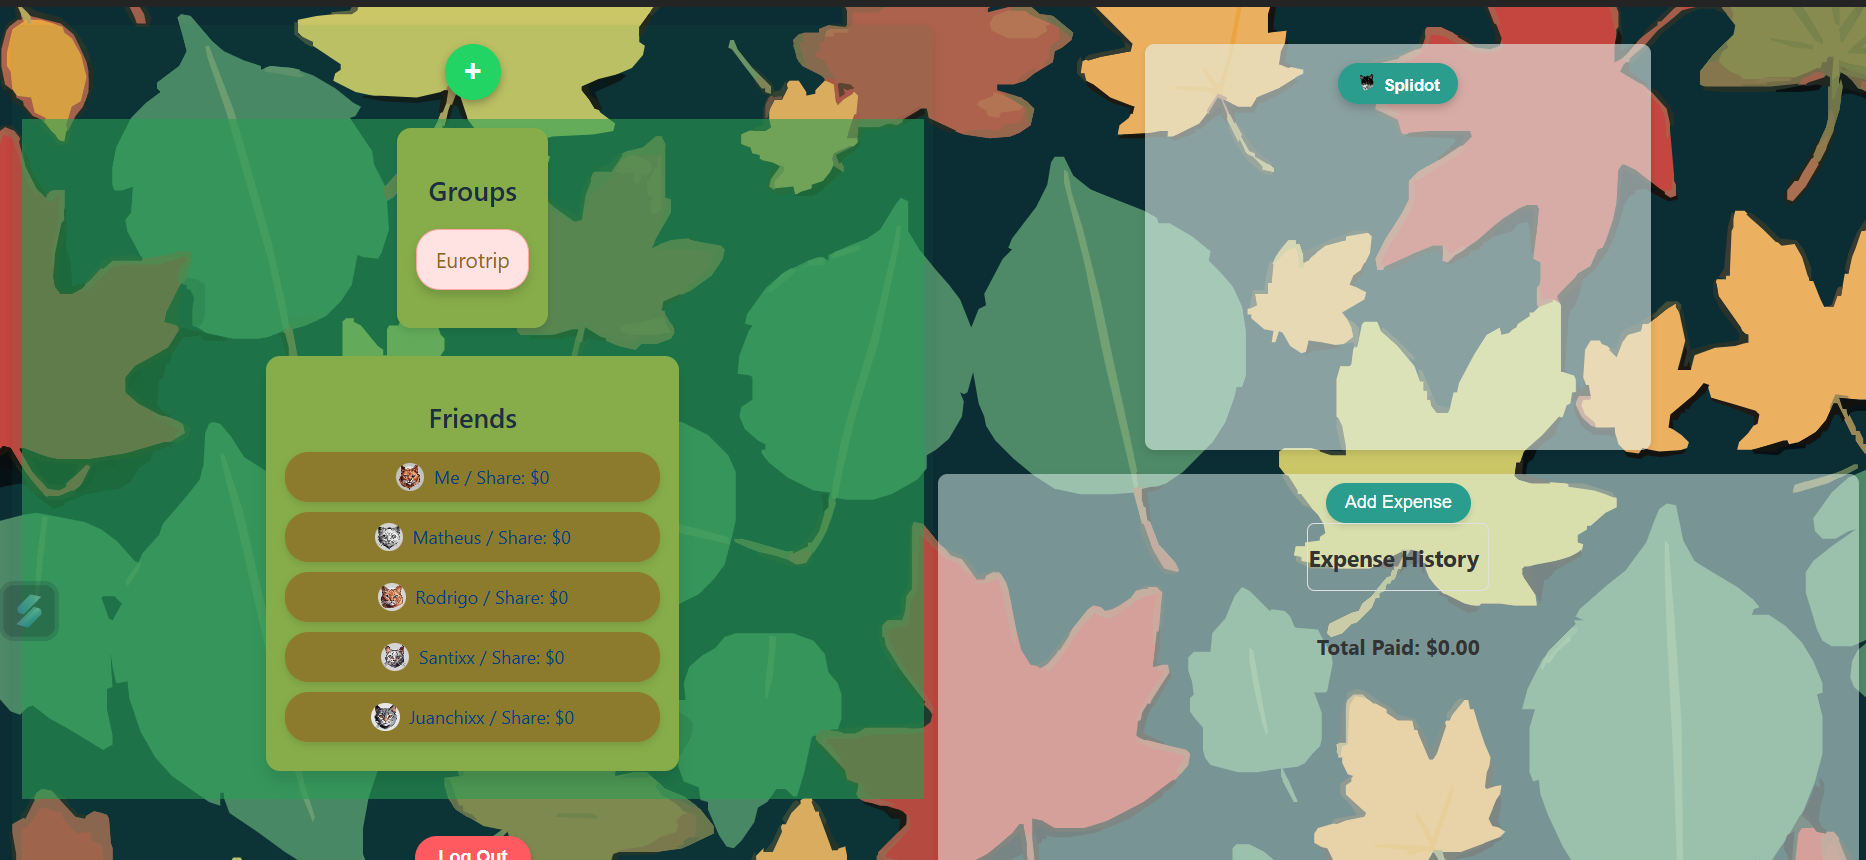 +
Groups
Eurotrip
Friends
Me / Share: $0
Matheus / Share: $0
Rodrigo / Share: $0
Santixx / Share: $0
Juanchixx / Share: $0
Log Out
Splidot
Add Expense
Expense History
Total Paid: $0.00